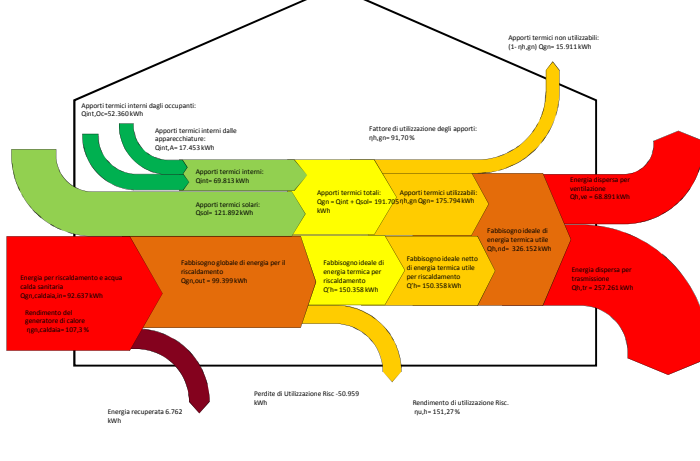 Apporti termici non utilizzabili:
(1- ηh,gn) Qgn= 15.911 kWh
Apporti termici interni dagli occupanti:
Qint,Oc=52.360 kWh
Apporti termici interni dalle
apparecchiature:
Qint,A= 17.453 kWh
Fattore di utilizzazione degli apporti:
ηh,gn= 91,70 %
Apporti termici interni:
Qint= 69.813 kWh
Apporti termici solari:
Qsol= 121.892 kWh
Apporti termici totali:
Qgn = Qint + Qsol= 191.705
kWh
Apporti termici utilizzabili:
ηh,gn Qgn= 175.794 kWh
Energia dispersa per
ventilazione
Qh,ve = 68.891 kWh
Fabbisogno ideale di
energia termica utile
Qh,nd= 326.152 kWh
Energia per riscaldamento e acqua
calda sanitaria
Qgn,caldaia,in= 92.637 kWh
Rendimento del
generatore di calore
ηgn,caldaia= 107,3 %
Fabbisogno globale di energia per il
riscaldamento
Qgn,out = 99.399 kWh
Fabbisogno ideale di
energia termica per
riscaldamento
Q'h= 150.358 kWh
Fabbisogno ideale netto
di energia termica utile
per riscaldamento
Q'h= 150.358 kWh
Energia dispersa per
trasmissione
Qh,tr = 257.261 kWh
Energia recuperata 6.762
kWh
Perdite di Utilizzazione Risc -50.959
kWh
Rendimento di utilizzazione Risc.
ηu,h= 151,27 %